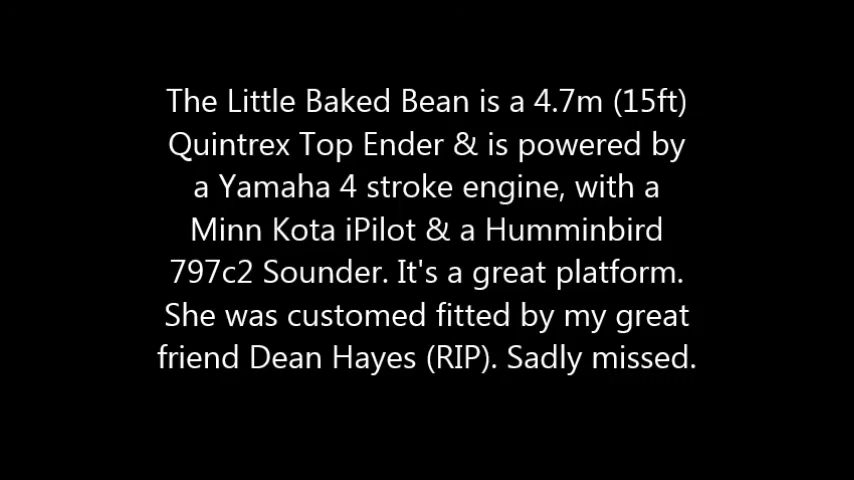 The Little Baked Bean is a 4.7m (15ft)
Quintrex Top Ender & is powered by
a Yamaha 4 stroke engine, with a
Minn Kota iPilot & a Humminbird
797c2 Sounder. It's a great platform.
She was customed fitted by my great
friend Dean Hayes (RIP). Sadly missed.